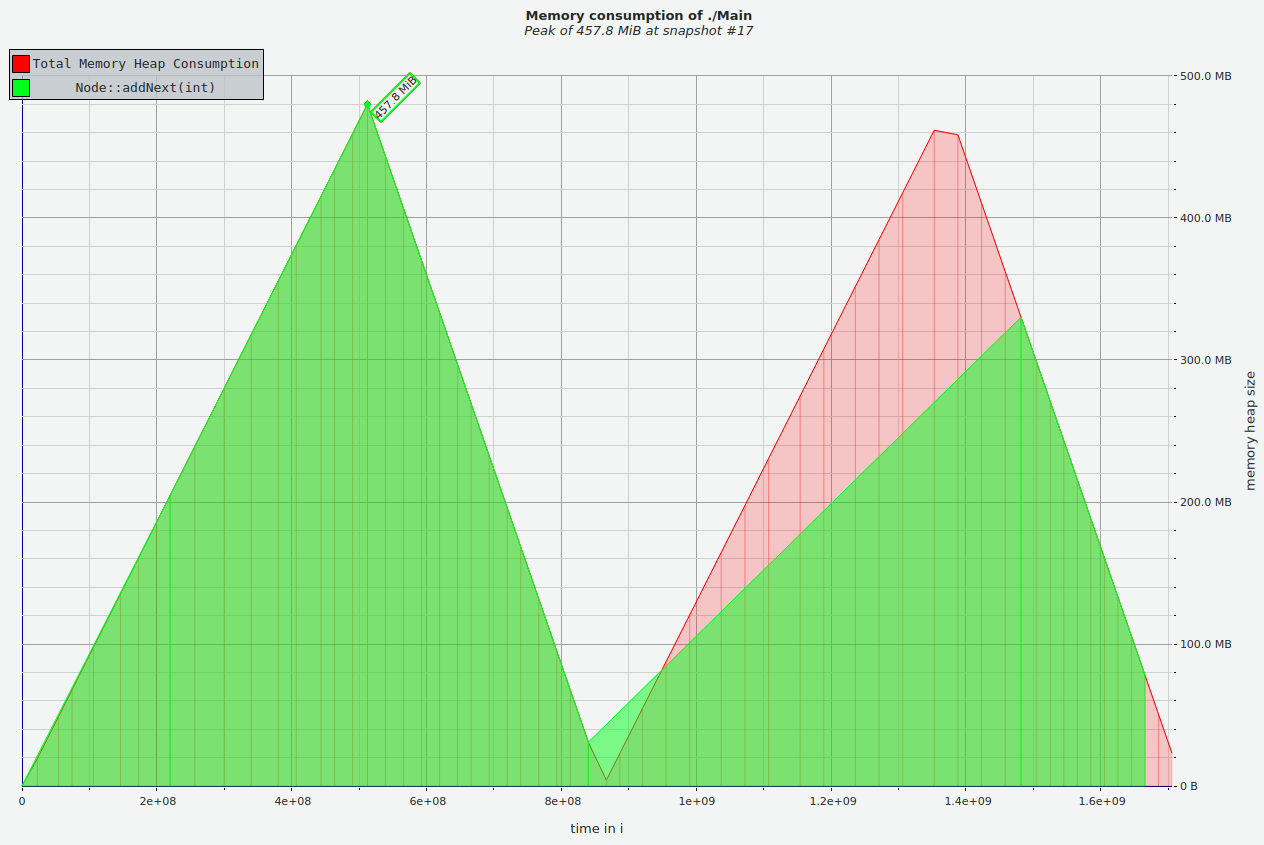 Memory consumption of ./Main
Peak of 457.8 MiB at snapshot #17
Total Memory Heap Consumption
Node::addNext(int)
457.8 MiB
500.0 MB
400.0 MB
300.0 MB
200.0 MB
100.0 MB
0 B
memory heap size
0
2e+08
4e+08
6e+08
8e+08
1e+09
1.2e+09
1.4e+09
1.6e+09
time in i